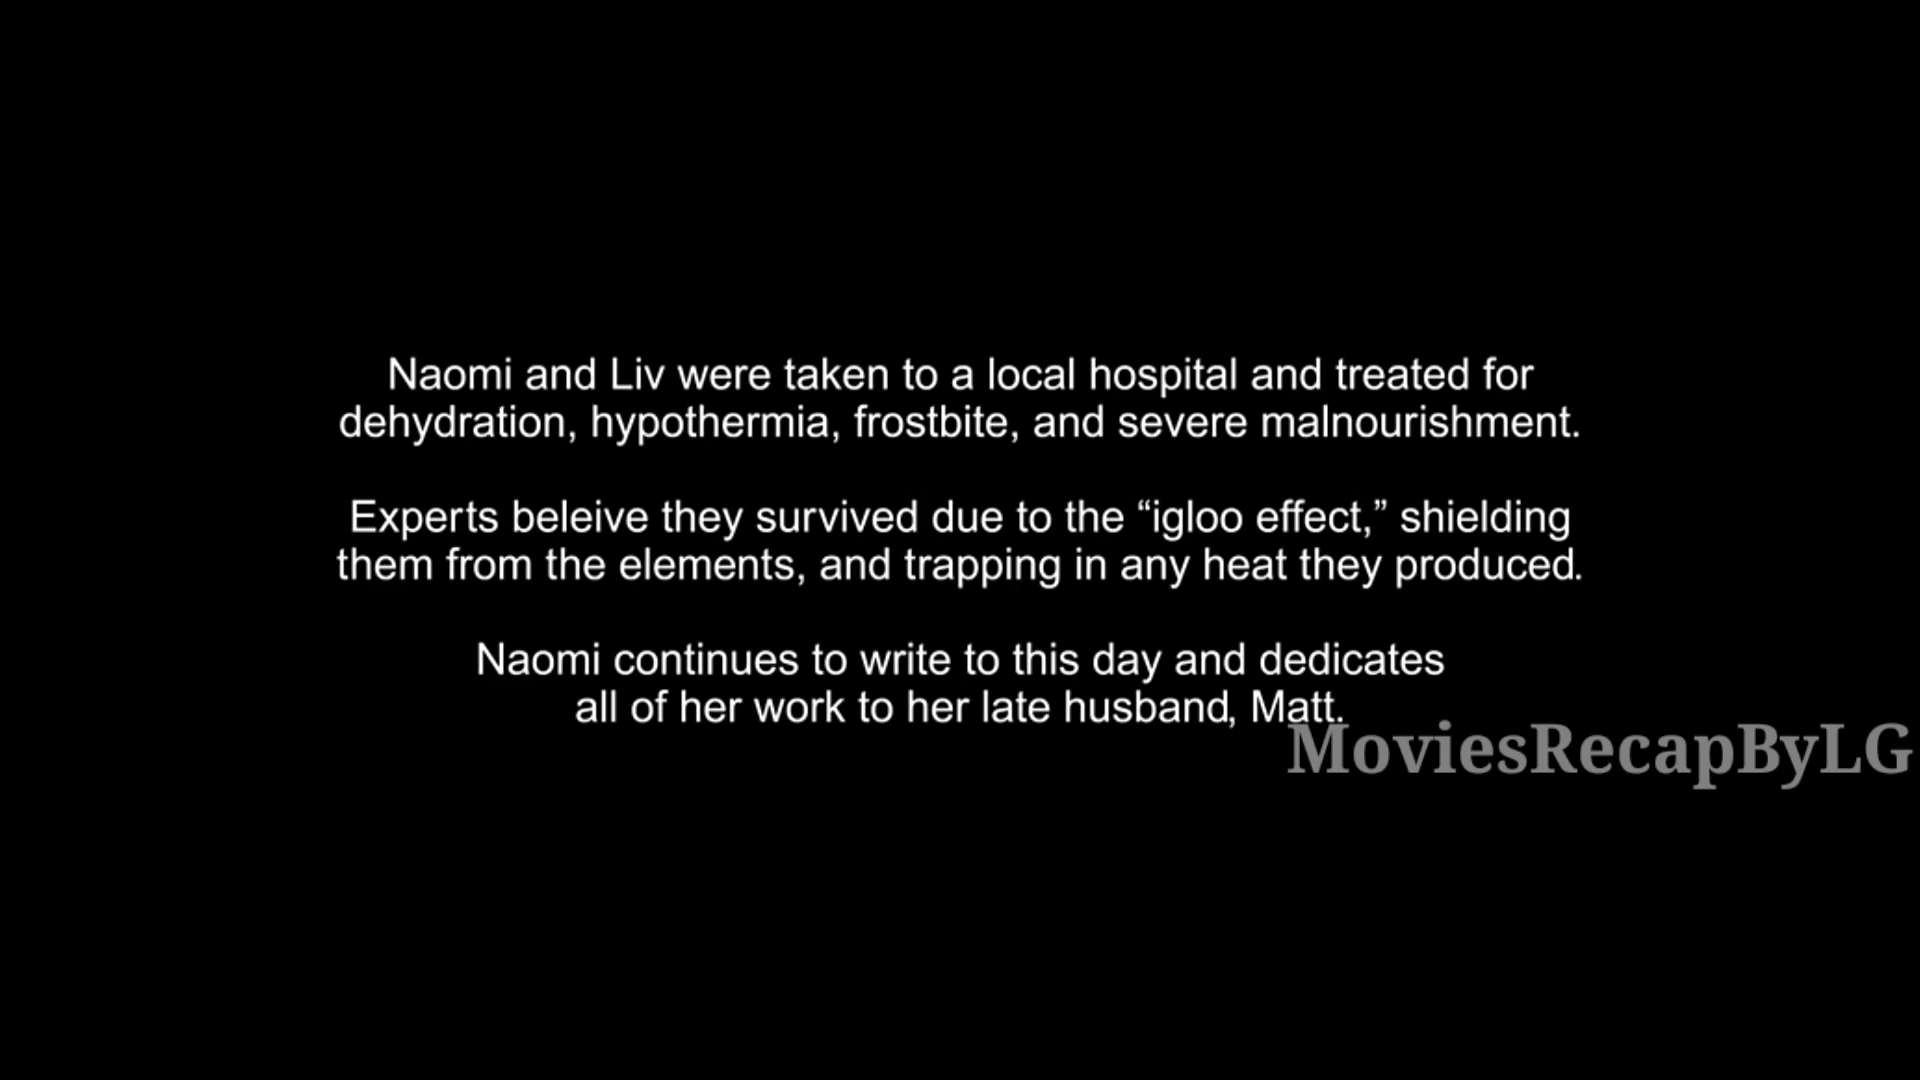 Naomi and Liv were taken to a local hospital and treated for
dehydration, hypothermia, frostbite, and severe malnourishment.
Experts beleive they survived due to the “igloo effect,” shielding
them from the elements, and trapping in any heat they produced.
Naomi continues to write to this day and dedicates
all of her work to her late husband, Matt.
MoviesRecapByLG